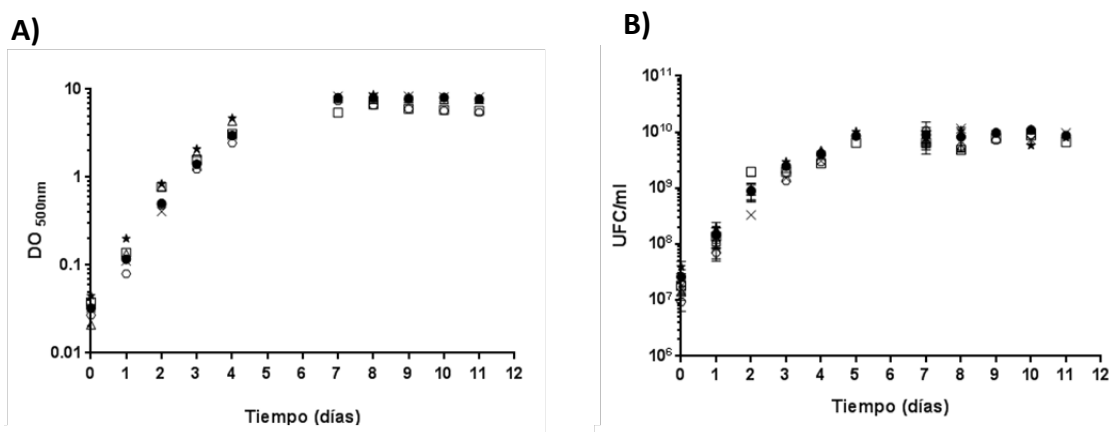 A)
10
1
0.1
0.01
DO 500nm
0 1 2 3 4 5 6 7 8 9 10 11 12
Tiempo (días)
B)
10¹¹
10¹⁰
10⁹
10⁸
10⁷
10⁶
UFC/ml
0 1 2 3 4 5 6 7 8 9 10 11 12
Tiempo (días)